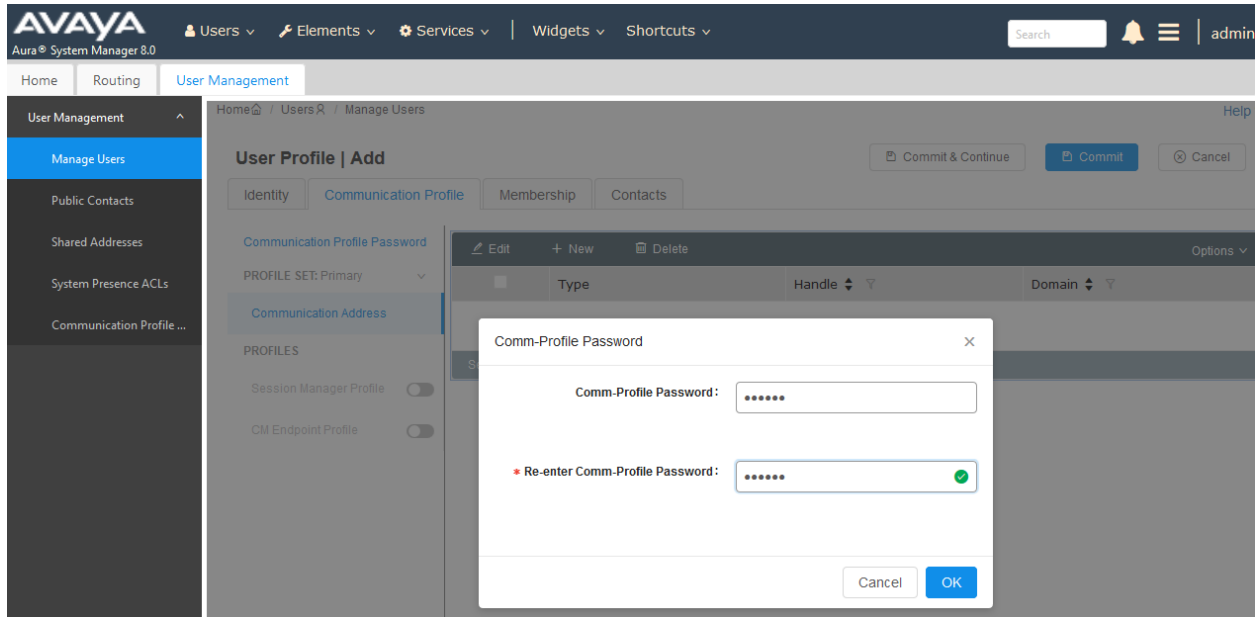 AVAYA
Aura® System Manager 8.0
Users Elements Services | Widgets Shortcuts Search admin
Home Routing User Management
User Management
Manage Users
Public Contacts
Shared Addresses
System Presence ACLs
Communication Profile ...
Home / Users / Manage Users Help
User Profile | Add Commit & Continue Commit Cancel
Identity Communication Profile Membership Contacts
Communication Profile Password
PROFILE SET: Primary
Communication Address
PROFILES
Session Manager Profile
CM Endpoint Profile
Edit + New Delete Options
Type Handle Domain
Comm-Profile Password ×
Comm-Profile Password: ••••••
* Re-enter Comm-Profile Password: ••••••
Cancel OK